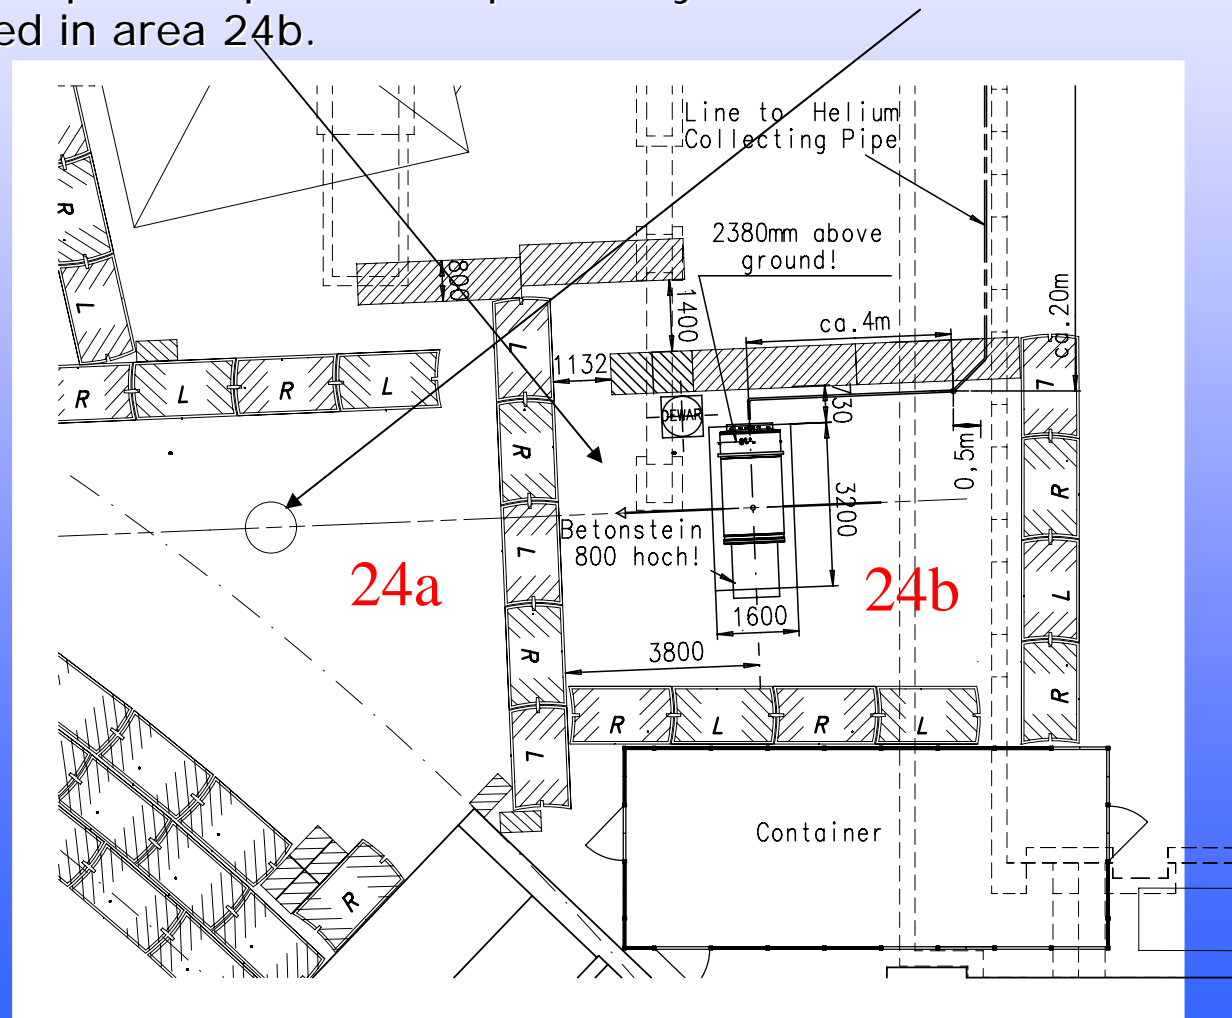 ed in area 24b.
Line to Helium
Collecting Pipe
2380mm above
ground!
800
1400
ca.20m
ca.4m
1132
R
L
R
L
R
L
L
7
730
DEWAR
R
R
0,5m
3200
Betonstein
800 hoch!
L
L
24a
24b
1600
R
3800
R
L
R
L
R
L
Container
R